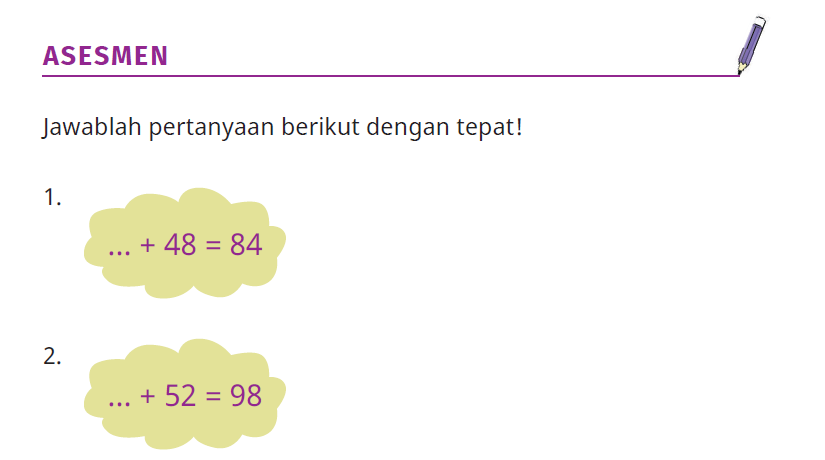 ASESMEN
Jawablah pertanyaan berikut dengan tepat!
1.
... + 48 = 84
2.
... + 52 = 98